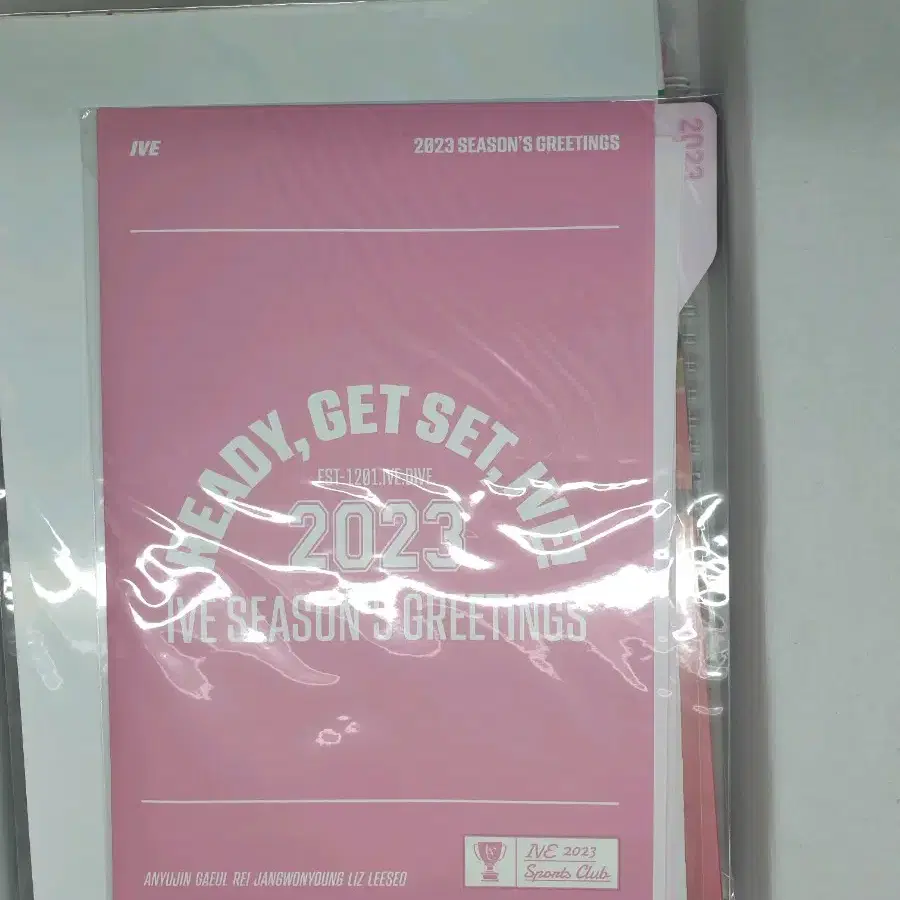 IVE
2023 SEASON'S GREETINGS
2023
READY, GET SET, IVE!
EST-1201.IVE.DIVE
2023
IVE SEASON'S GREETINGS
ANYUJIN GAEUL REI JANGWONYOUNG LIZ LEESEO
IVE 2023
Sports Club